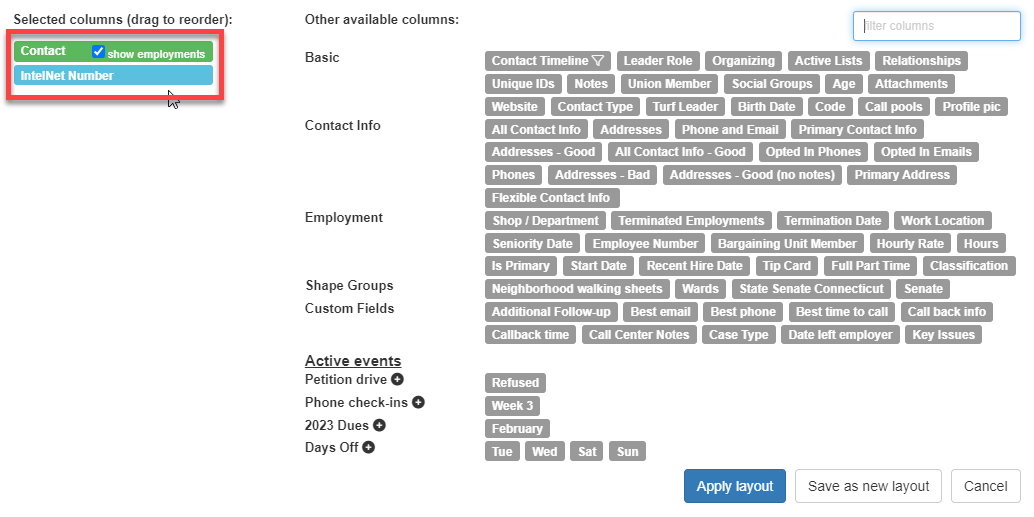 Selected columns (drag to reorder):
Other available columns:
filter columns
Contact
show employments
IntelNet Number
Basic
Contact Timeline Leader Role Organizing Active Lists Relationships
Unique IDs Notes Union Member Social Groups Age Attachments
Website Contact Type Turf Leader Birth Date Code Call pools Profile pic
Contact Info
All Contact Info Addresses Phone and Email Primary Contact Info
Addresses - Good All Contact Info - Good Opted In Phones Opted In Emails
Phones Addresses - Bad Addresses - Good (no notes) Primary Address
Flexible Contact Info
Employment
Shop / Department Terminated Employments Termination Date Work Location
Seniority Date Employee Number Bargaining Unit Member Hourly Rate Hours
Is Primary Start Date Recent Hire Date Tip Card Full Part Time Classification
Shape Groups
Neighborhood walking sheets Wards State Senate Connecticut Senate
Custom Fields
Additional Follow-up Best email Best phone Best time to call Call back info
Callback time Call Center Notes Case Type Date left employer Key Issues
Active events
Petition drive
Refused
Phone check-ins
Week 3
2023 Dues
February
Days Off
Tue Wed Sat Sun
Apply layout Save as new layout Cancel